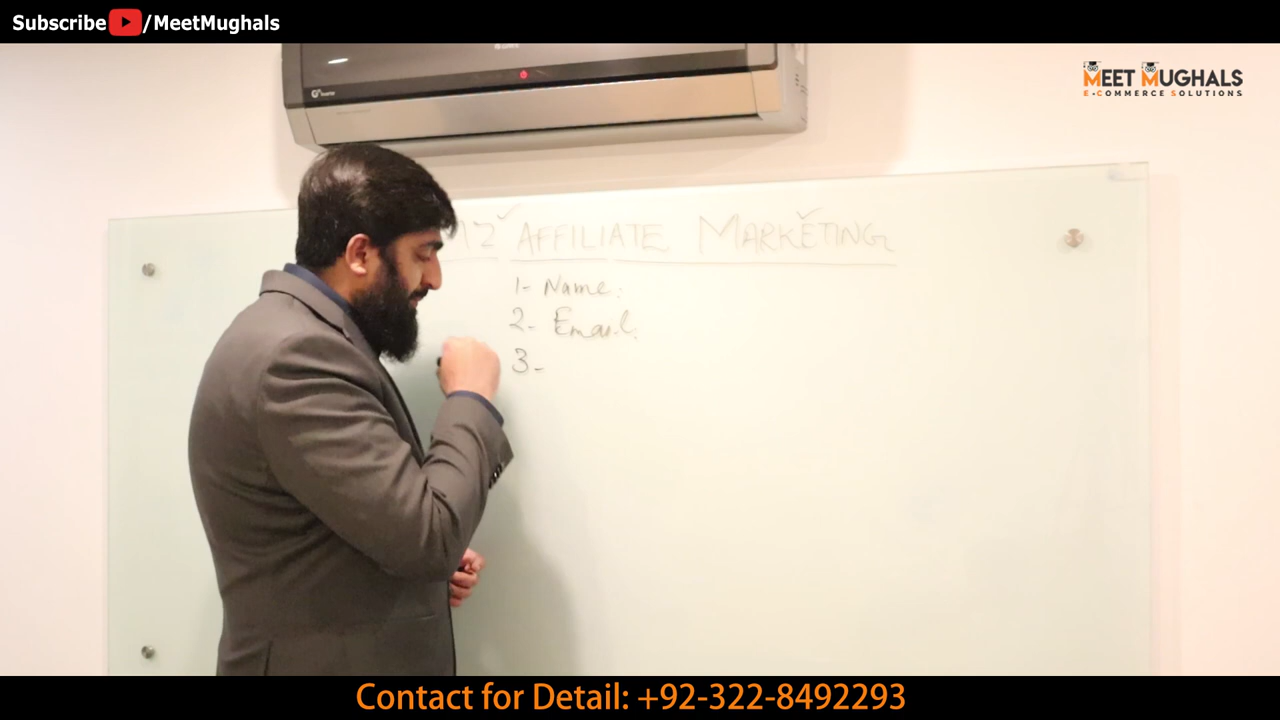 Subscribe /MeetMughals
MEET MUGHALS
E-COMMERCE SOLUTIONS
MZ AFFILIATE MARKETING
1- Name:
2- Email:
3-
Contact for Detail: +92-322-8492293